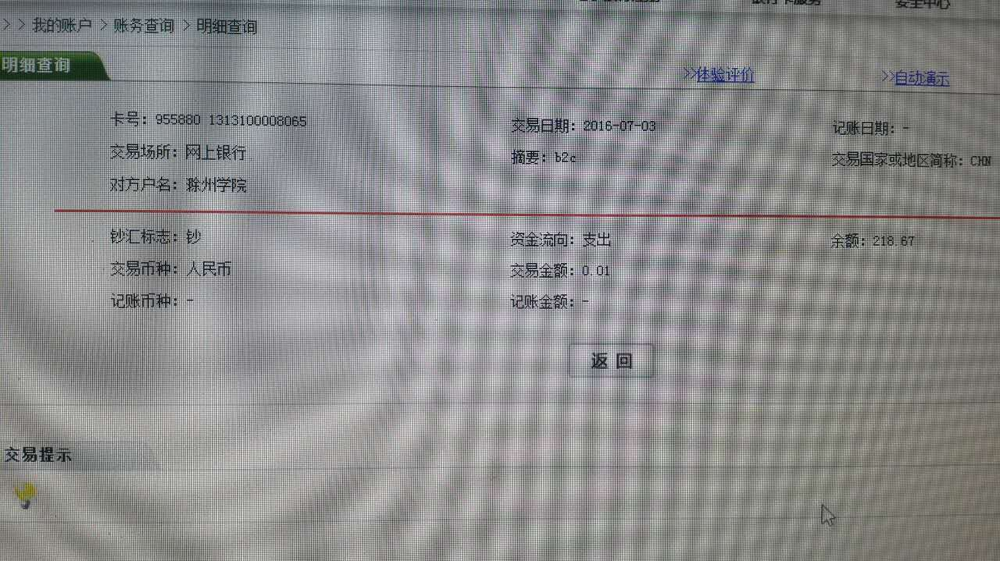 > > 我的账户 > 账务查询 > 明细查询
安全中心
明细查询
>>体验评价
>>自动演示
卡号: 955880 1313100008065
交易日期: 2016-07-03
记账日期: -
交易场所: 网上银行
摘要: b2c
交易国家或地区简称: CHN
对方户名: 滁州学院
钞汇标志: 钞
资金流向: 支出
余额: 218.67
交易币种: 人民币
交易金额: 0.01
记账币种: -
记账金额: -
返 回
交易提示